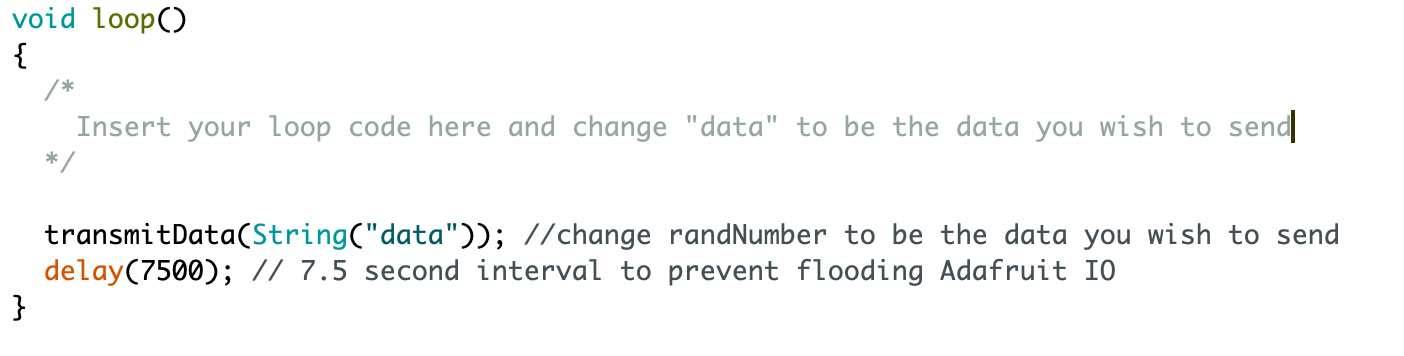 void loop()
{
  /*
    Insert your loop code here and change "data" to be the data you wish to send
  */
  transmitData(String("data")); //change randNumber to be the data you wish to send
  delay(7500); // 7.5 second interval to prevent flooding Adafruit IO
}